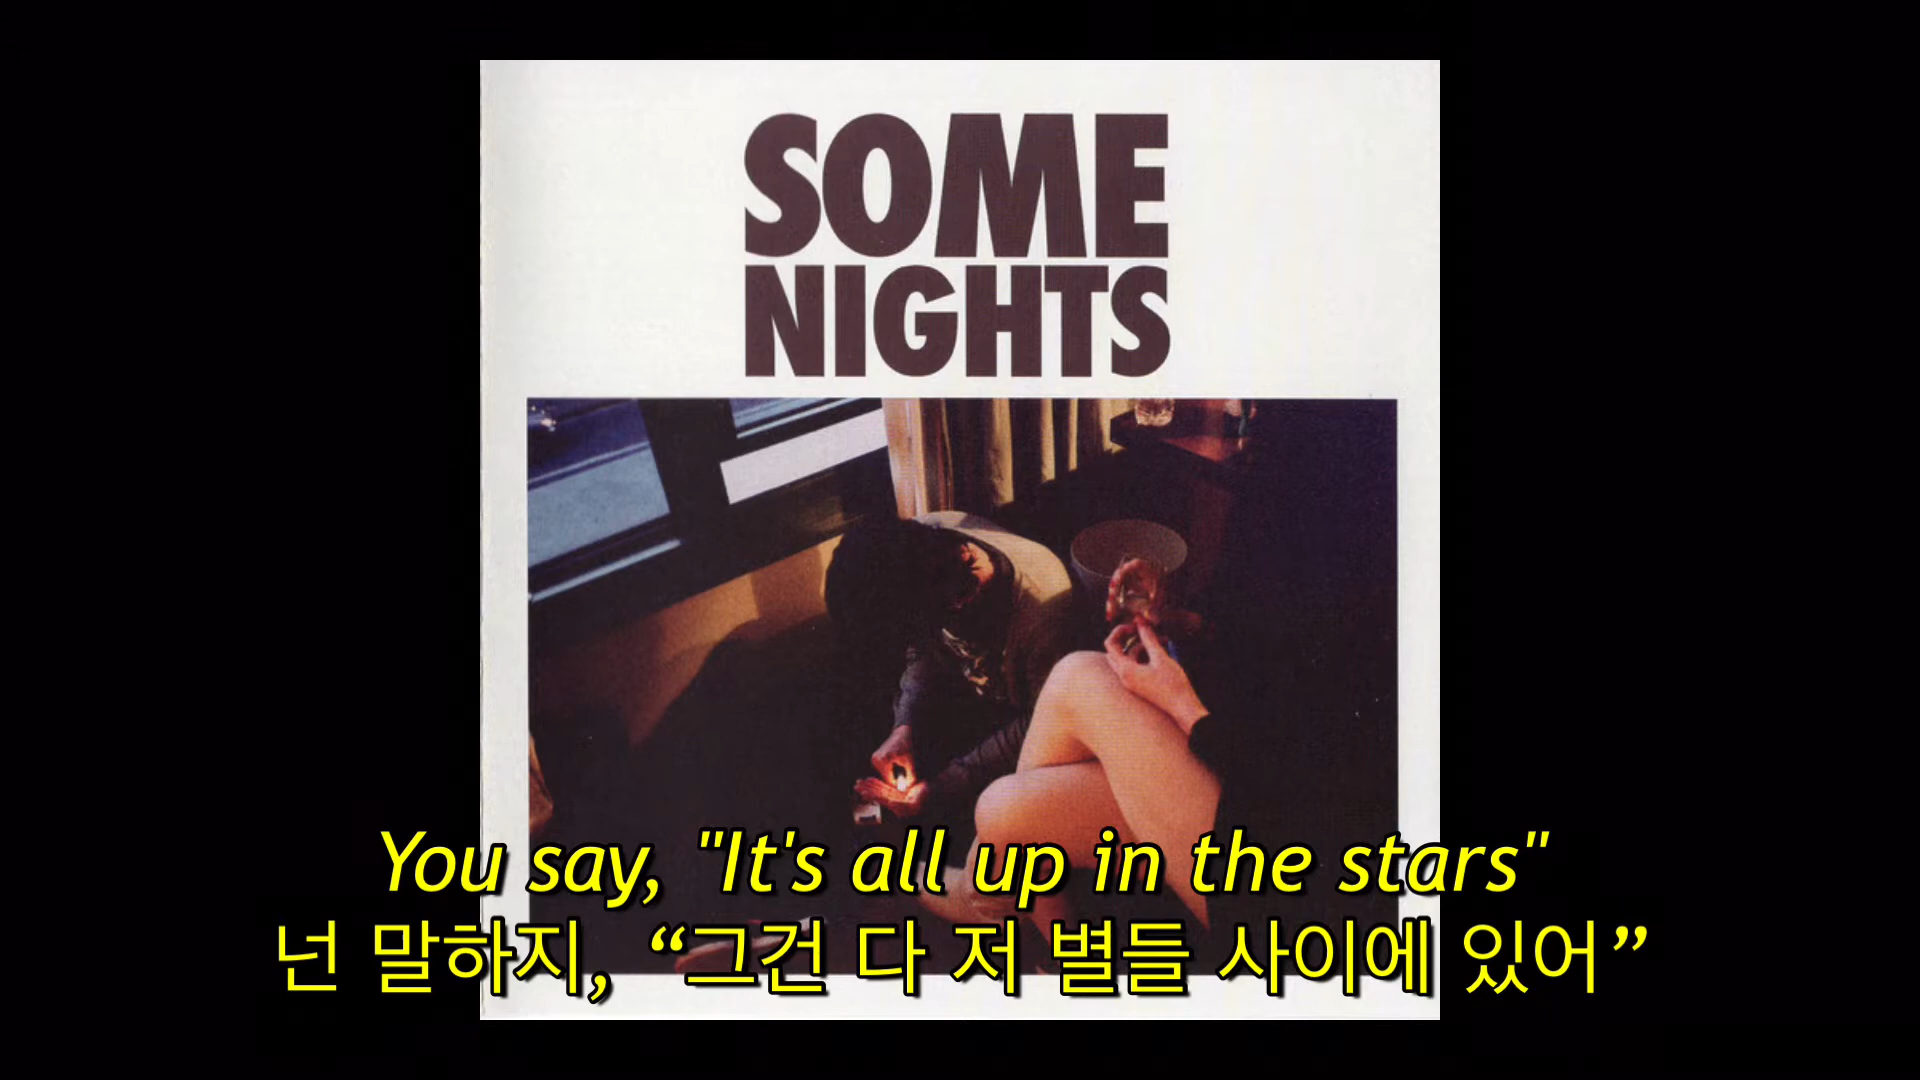 SOME
NIGHTS
You say, "It's all up in the stars"
넌 말하지, “그건 다 저 별들 사이에 있어”